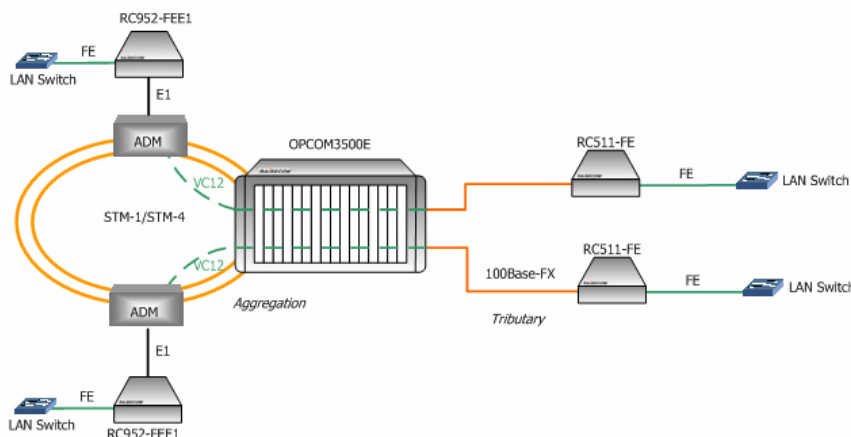 RC952-FEE1
FE
LAN Switch
E1
ADM
OPCOM3500E
RAISECOM
VC12
STM-1/STM-4
VC12
RC511-FE
FE
LAN Switch
RC511-FE
100Base-FX
FE
LAN Switch
Aggregation
Tributary
ADM
E1
FE
LAN Switch
RC952-FEE1